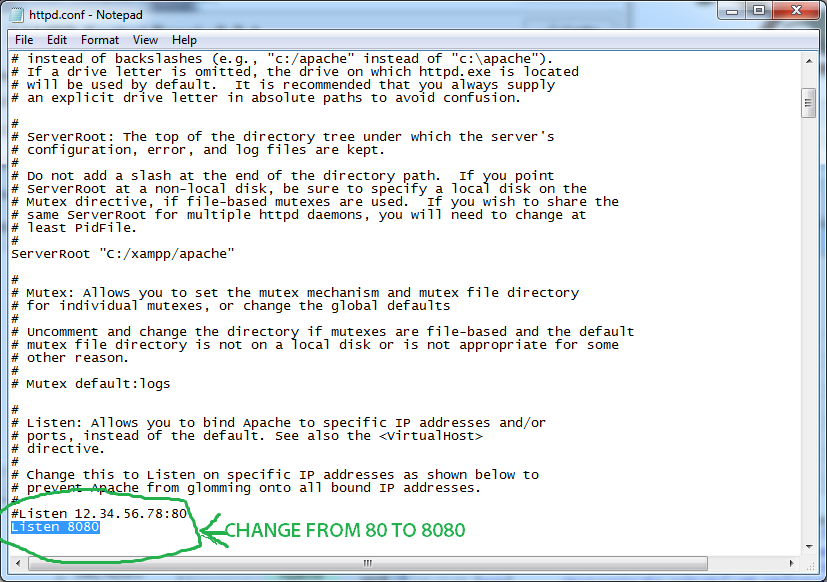 httpd.conf - Notepad
File Edit Format View Help
# instead of backslashes (e.g., "c:/apache" instead of "c:\apache").
# If a drive letter is omitted, the drive on which httpd.exe is located
# will be used by default.  It is recommended that you always supply
# an explicit drive letter in absolute paths to avoid confusion.
#
# ServerRoot: The top of the directory tree under which the server's
# configuration, error, and log files are kept.
#
# Do not add a slash at the end of the directory path.  If you point
# ServerRoot at a non-local disk, be sure to specify a local disk on the
# Mutex directive, if file-based mutexes are used.  If you wish to share the
# same ServerRoot for multiple httpd daemons, you will need to change at
# least PidFile.
#
ServerRoot "C:/xampp/apache"
#
# Mutex: Allows you to set the mutex mechanism and mutex file directory
# for individual mutexes, or change the global defaults
#
# Uncomment and change the directory if mutexes are file-based and the default
# mutex file directory is not on a local disk or is not appropriate for some
# other reason.
#
# Mutex default:logs
#
# Listen: Allows you to bind Apache to specific IP addresses and/or
# ports, instead of the default. See also the <VirtualHost>
# directive.
#
# Change this to Listen on specific IP addresses as shown below to
# prevent Apache from glomming onto all bound IP addresses.
#
#Listen 12.34.56.78:80
Listen 8080
CHANGE FROM 80 TO 8080